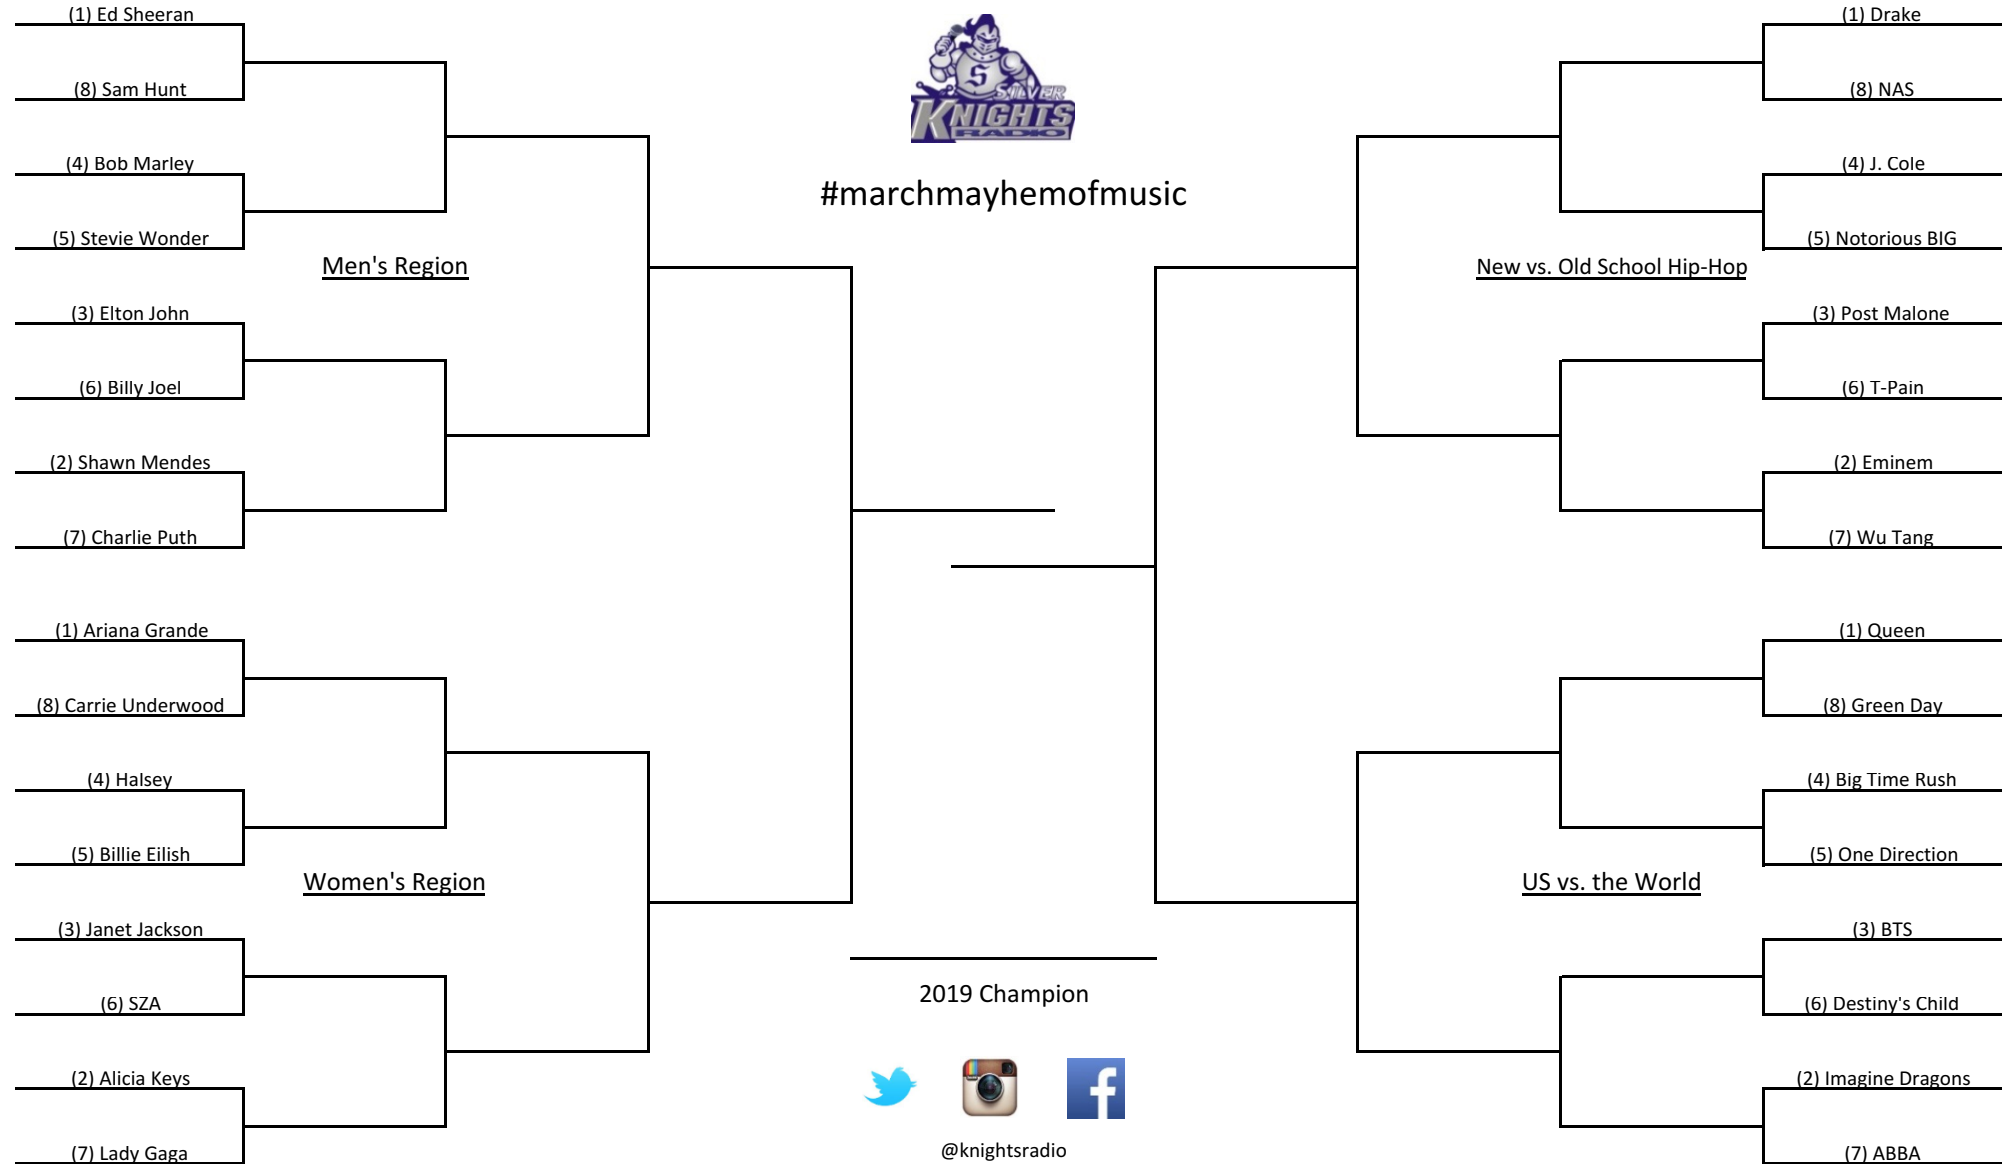 (1) Ed Sheeran
(8) Sam Hunt
(4) Bob Marley
(5) Stevie Wonder
Men's Region
(3) Elton John
(6) Billy Joel
(2) Shawn Mendes
(7) Charlie Puth
(1) Ariana Grande
(8) Carrie Underwood
(4) Halsey
(5) Billie Eilish
Women's Region
(3) Janet Jackson
(6) SZA
(2) Alicia Keys
(7) Lady Gaga
S
SILVER
KNIGHTS
RADIO
#marchmayhemofmusic
2019 Champion
f
@knightsradio
(1) Drake
(8) NAS
(4) J. Cole
(5) Notorious BIG
New vs. Old School Hip-Hop
(3) Post Malone
(6) T-Pain
(2) Eminem
(7) Wu Tang
(1) Queen
(8) Green Day
(4) Big Time Rush
(5) One Direction
US vs. the World
(3) BTS
(6) Destiny's Child
(2) Imagine Dragons
(7) ABBA